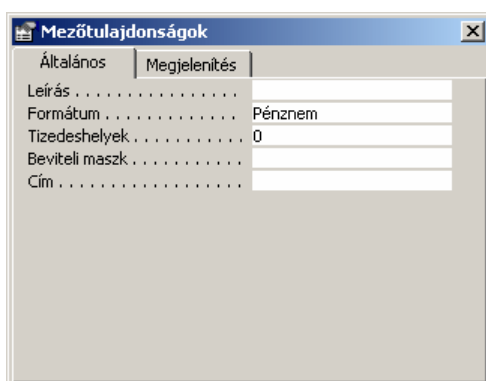 Mezőtulajdonságok
Általános Megjelenítés
Leírás . . . . . . . . . . . . . . . .
Formátum . . . . . . . . . . . . . Pénznem
Tizedeshelyek . . . . . . . . . . . 0
Beviteli maszk . . . . . . . . . . .
Cím . . . . . . . . . . . . . . . . . .